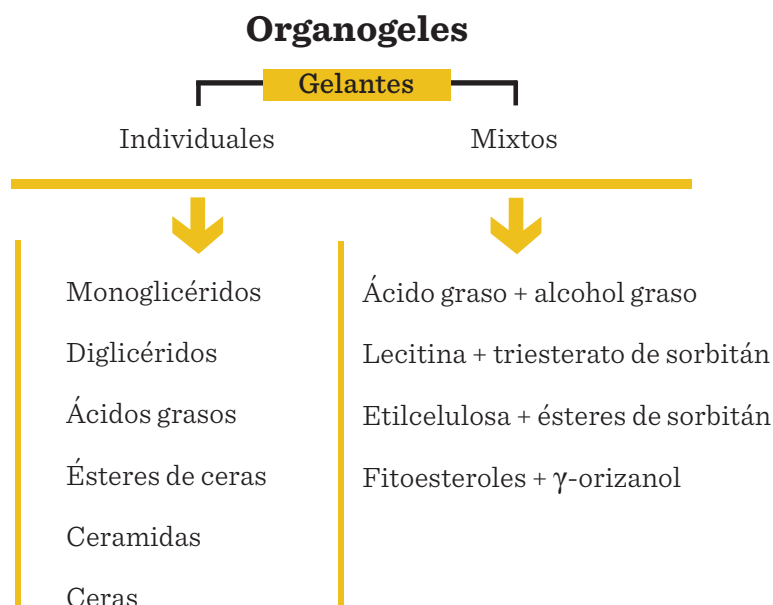 Organogeles
Gelantes
Individuales
Mixtos
Monoglicéridos
Diglicéridos
Ácidos grasos
Ésteres de ceras
Ceramidas
Ceras
Ácido graso + alcohol graso
Lecitina + triesterato de sorbitán
Etilcelulosa + ésteres de sorbitán
Fitoesteroles + γ-orizanol